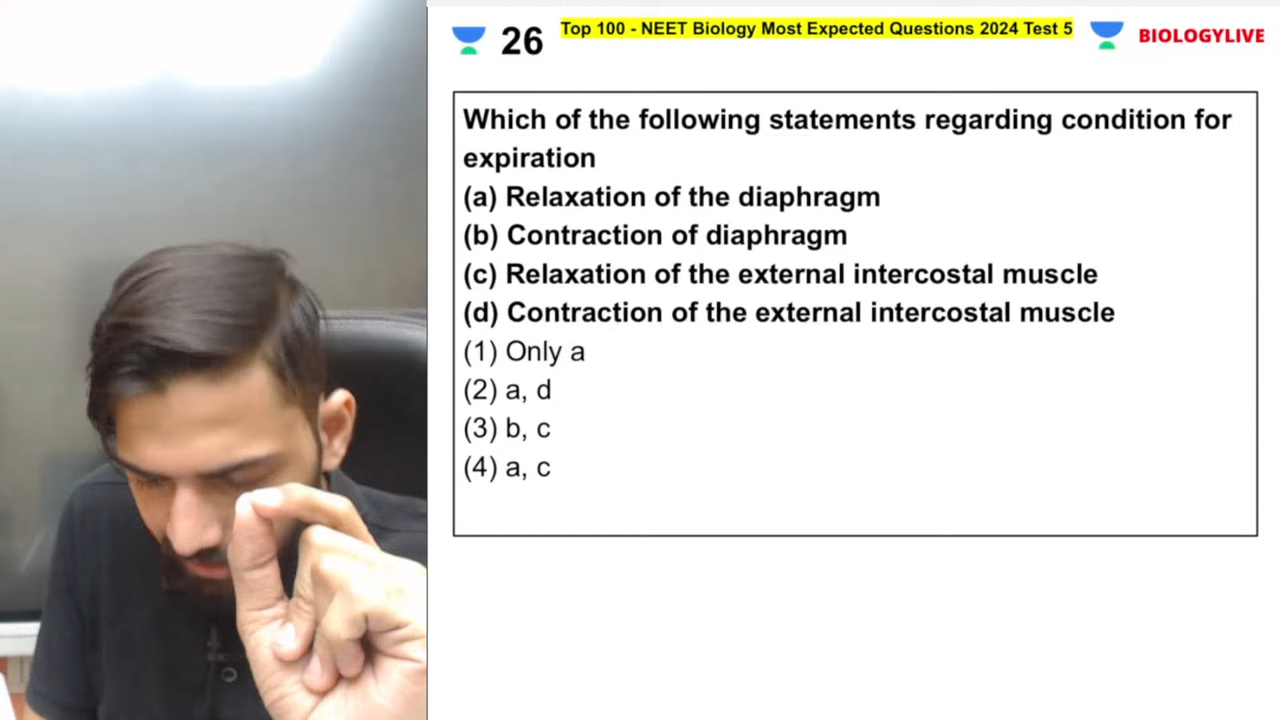 26
Top 100 - NEET Biology Most Expected Questions 2024 Test 5
BIOLOGYLIVE
Which of the following statements regarding condition for
expiration
(a) Relaxation of the diaphragm
(b) Contraction of diaphragm
(c) Relaxation of the external intercostal muscle
(d) Contraction of the external intercostal muscle
(1) Only a
(2) a, d
(3) b, c
(4) a, c